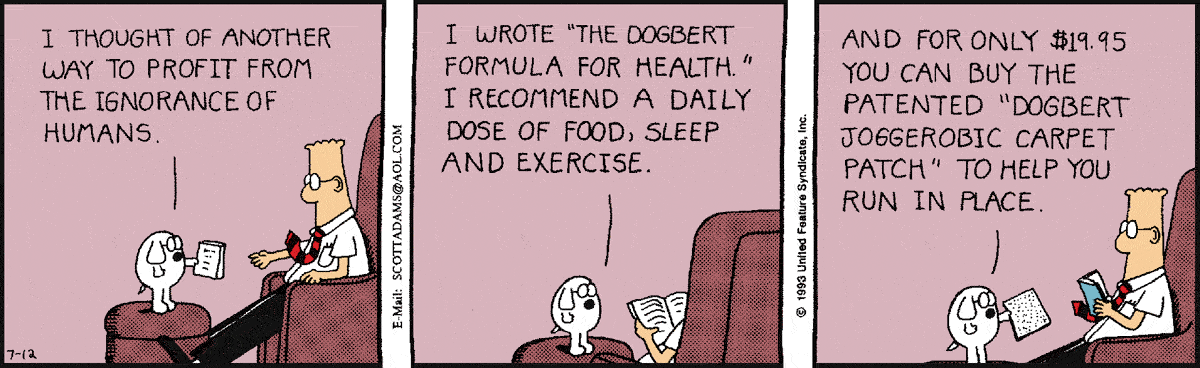 I THOUGHT OF ANOTHER
WAY TO PROFIT FROM
THE IGNORANCE OF
HUMANS.
7-12
E-Mail: SCOTTADAMS@AOL.COM
I WROTE "THE DOGBERT
FORMULA FOR HEALTH."
I RECOMMEND A DAILY
DOSE OF FOOD, SLEEP
AND EXERCISE.
© 1993 United Feature Syndicate, Inc.
AND FOR ONLY $19.95
YOU CAN BUY THE
PATENTED "DOGBERT
JOGGEROBIC CARPET
PATCH" TO HELP YOU
RUN IN PLACE.